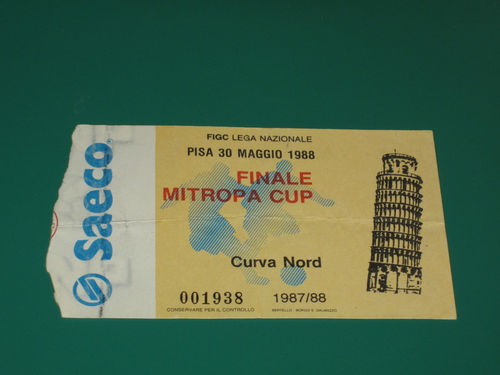 Saeco
FIGC LEGA NAZIONALE
PISA 30 MAGGIO 1988
FINALE
MITROPA CUP
Curva Nord
001938 1987/88
CONSERVARE PER IL CONTROLLO